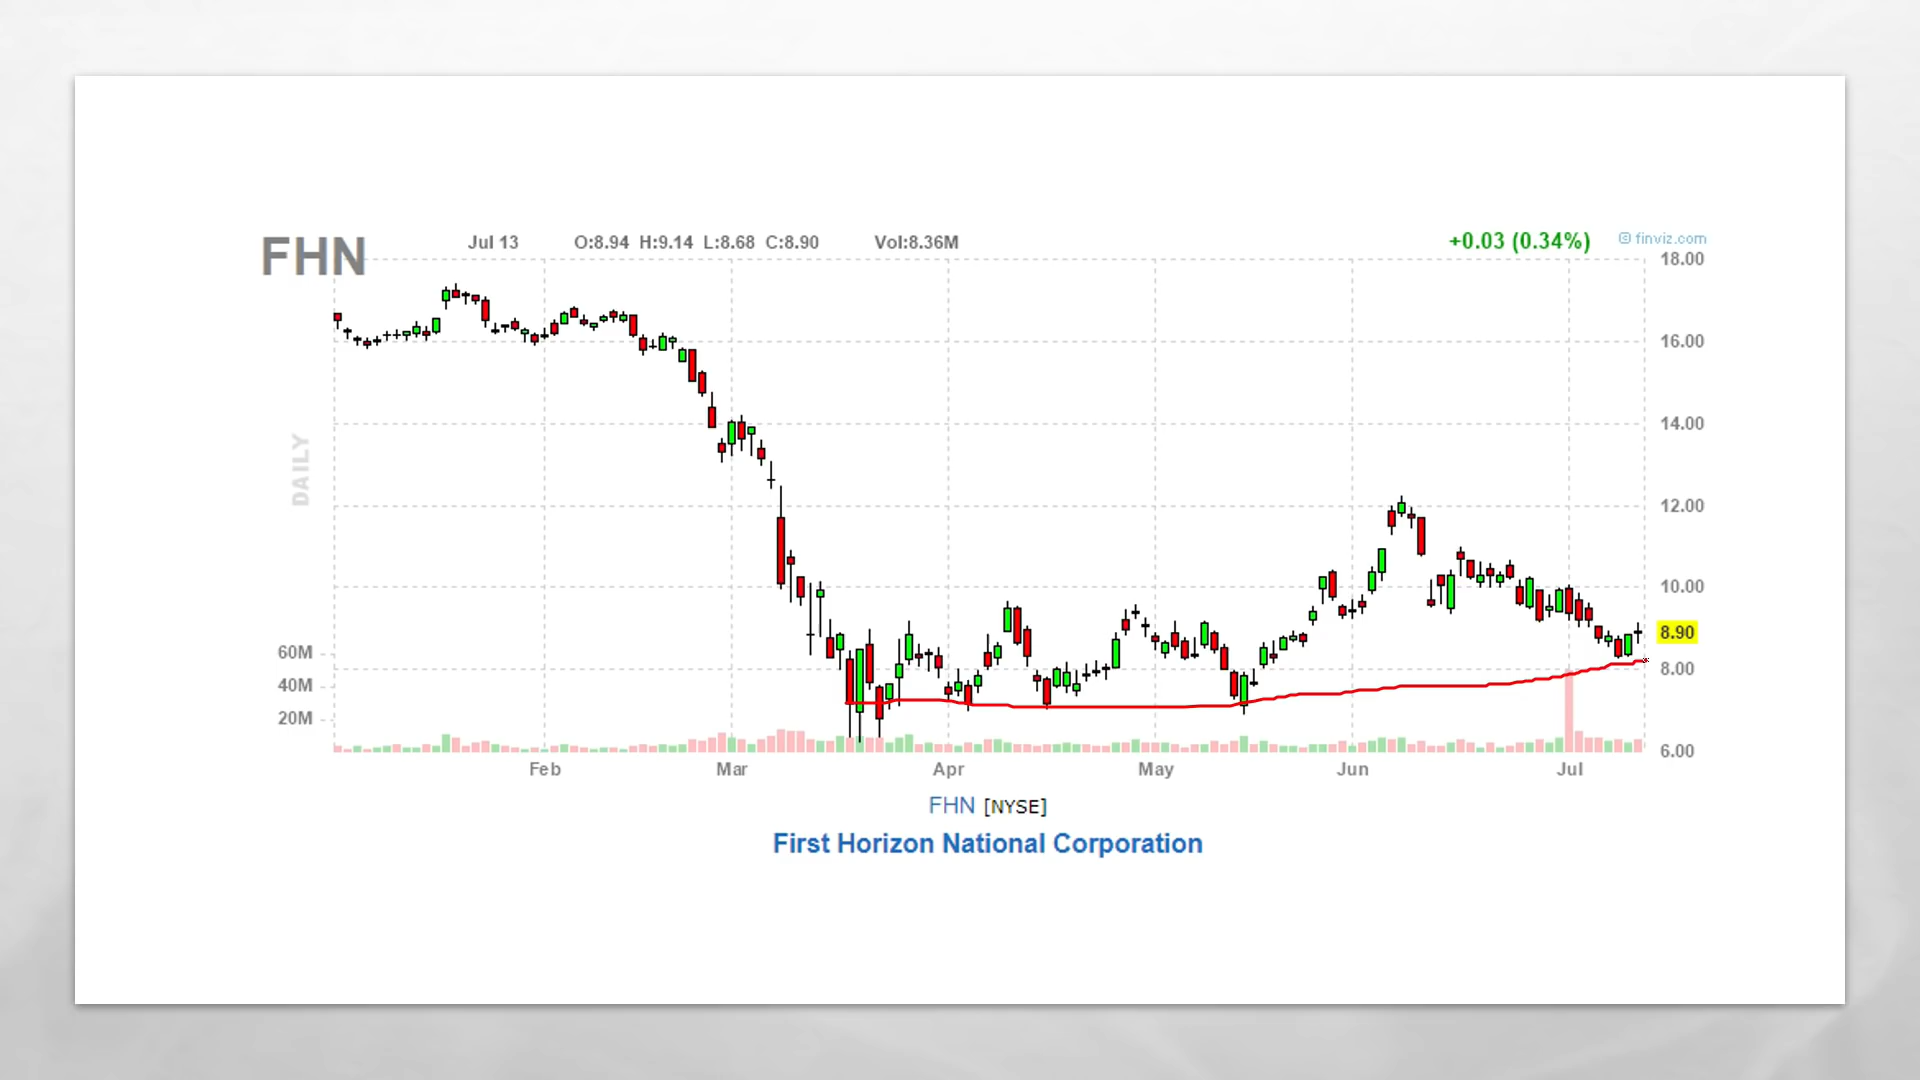 FHN Jul 13 O:8.94 H:9.14 L:8.68 C:8.90 Vol:8.36M +0.03 (0.34%) © finviz.com
18.00
16.00
14.00
DAILY
12.00
10.00
8.90
60M
8.00
40M
20M
6.00
Feb Mar Apr May Jun Jul
FHN [NYSE]
First Horizon National Corporation